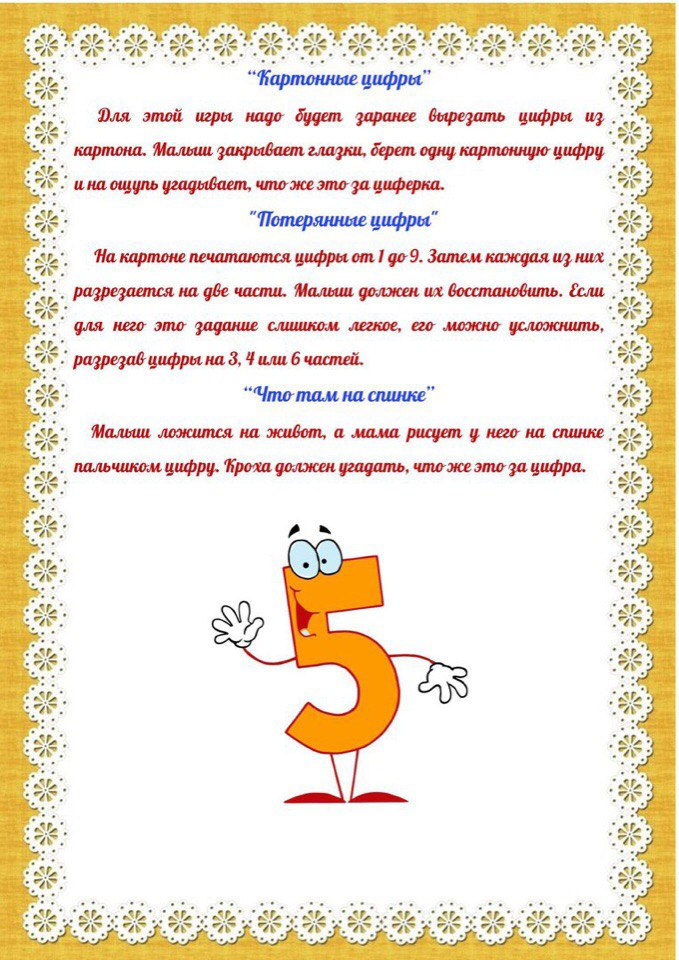 “Картонные цифры”
Для этой игры надо будет заранее вырезать цифры из
картона. Малыш закрывает глазки, берет одну картонную цифру
и на ощупь угадывает, что же это за циферка.
"Потерянные цифры"
На картоне печатаются цифры от 1 до 9. Затем каждая из них
разрезается на две части. Малыш должен их восстановить. Если
для него это задание слишком легкое, его можно усложнить,
разрезав цифры на 3, 4 или 6 частей.
“Что там на спинке”
Малыш ложится на живот, а мама рисует у него на спинке
пальчиком цифру. Кроха должен угадать, что же это за цифра.
5